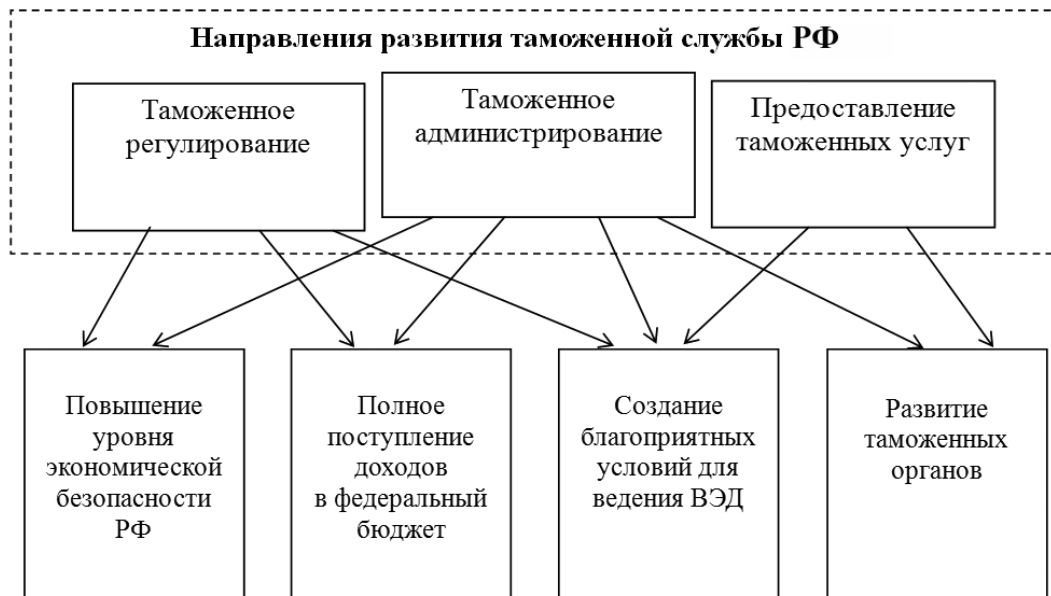 Направления развития таможенной службы РФ
Таможенное
регулирование
Таможенное
администрирование
Предоставление
таможенных услуг
Повышение
уровня
экономической
безопасности
РФ
Полное
поступление
доходов
в федеральный
бюджет
Создание
благоприятных
условий для
ведения ВЭД
Развитие
таможенных
органов